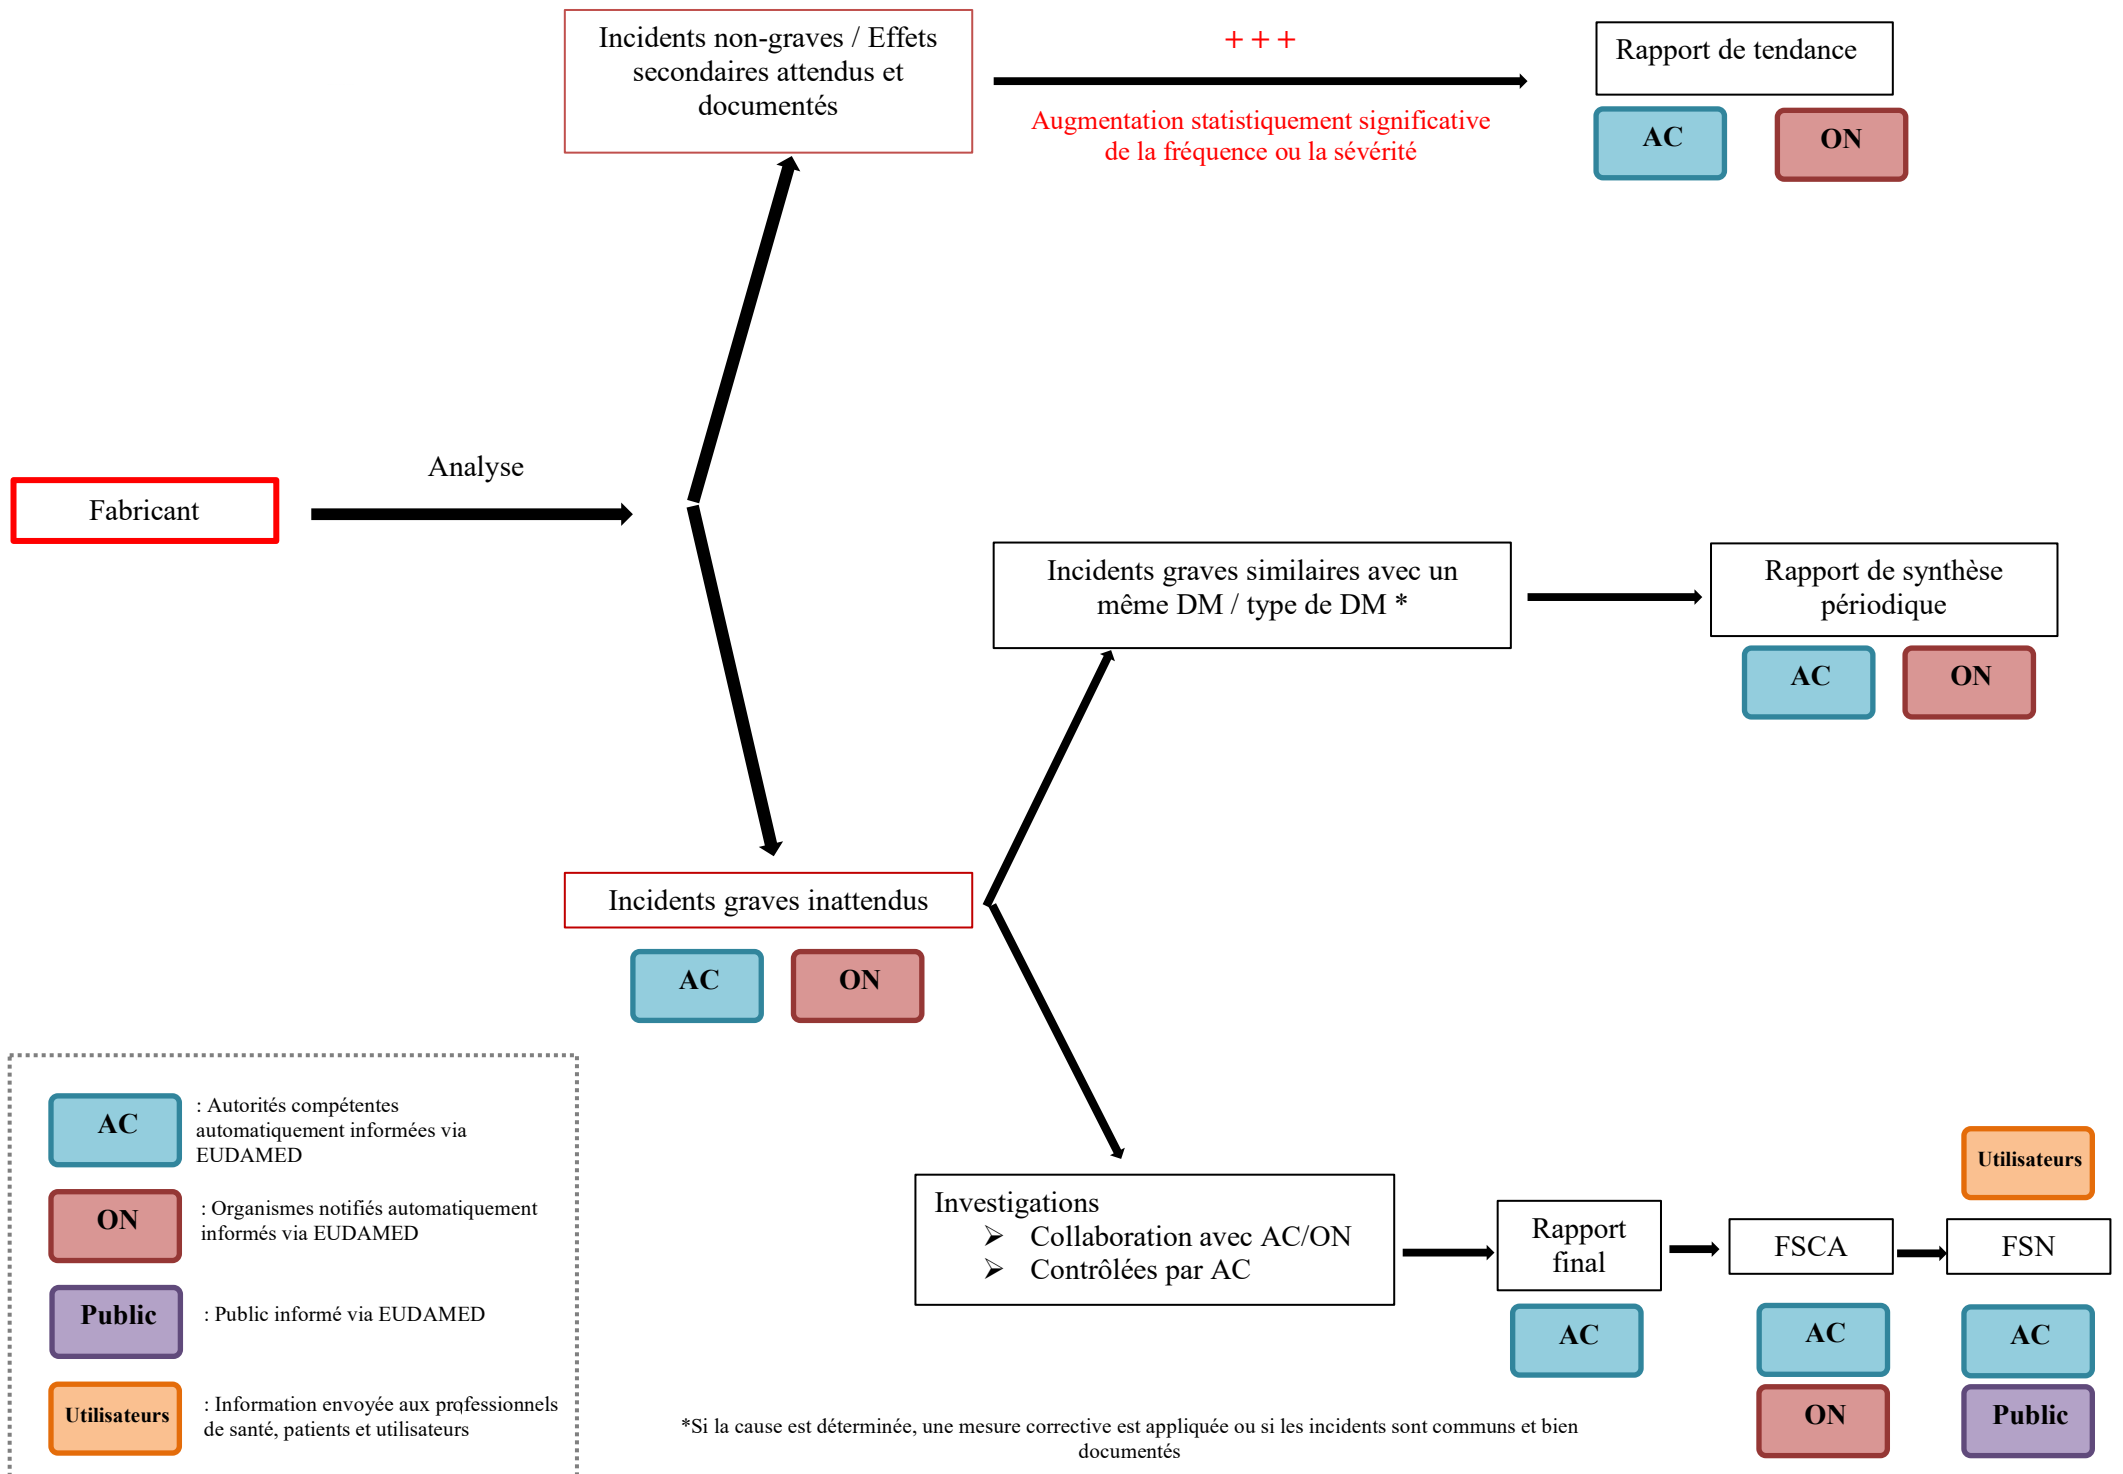 Incidents non-graves / Effets
secondaires attendus et
documentés
+++
Augmentation statistiquement significative
de la fréquence ou la sévérité
Rapport de tendance
AC
ON
Fabricant
Analyse
Incidents graves similaires avec un
même DM / type de DM *
Rapport de synthèse
périodique
AC
ON
Incidents graves inattendus
AC
ON
Investigations
➢ Collaboration avec AC/ON
➢ Contrôlées par AC
Rapport
final
AC
FSCA
AC
ON
Utilisateurs
FSN
AC
Public
AC
: Autorités compétentes
automatiquement informées via
EUDAMED
ON
: Organismes notifiés automatiquement
informés via EUDAMED
Public
: Public informé via EUDAMED
Utilisateurs
: Information envoyée aux professionnels
de santé, patients et utilisateurs
*Si la cause est déterminée, une mesure corrective est appliquée ou si les incidents sont communs et bien
documentés